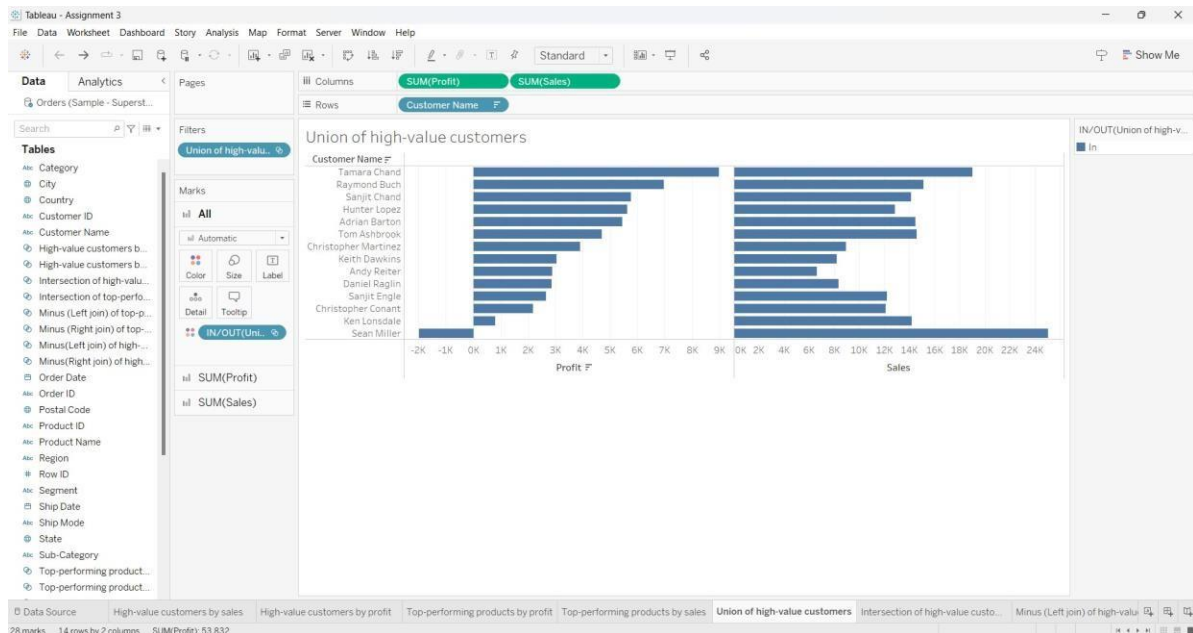 Tableau - Assignment 3
File Data Worksheet Dashboard Story Analysis Map Format Server Window Help
Standard
Show Me
Data Analytics
Orders (Sample - Superst...
Search
Tables
Abc Category
City
Country
Abc Customer ID
Abc Customer Name
High-value customers b...
High-value customers b...
Intersection of high-valu...
Intersection of top-perfo...
Minus (Left join) of top-p...
Minus (Right join) of top-...
Minus(Left join) of high-...
Minus(Right join) of high...
Order Date
Abc Order ID
Postal Code
Abc Product ID
Abc Product Name
Abc Region
# Row ID
Abc Segment
Ship Date
Abc Ship Mode
State
Abc Sub-Category
Top-performing product...
Top-performing product...
Pages
Filters
Union of high-valu..
Marks
All
Automatic
Color Size Label
Detail Tooltip
IN/OUT(Uni..
SUM(Profit)
SUM(Sales)
Columns SUM(Profit) SUM(Sales)
Rows Customer Name
Union of high-value customers
Customer Name
Tamara Chand
Raymond Buch
Sanjit Chand
Hunter Lopez
Adrian Barton
Tom Ashbrook
Christopher Martinez
Keith Dawkins
Andy Reiter
Daniel Raglin
Sanjit Engle
Christopher Conant
Ken Lonsdale
Sean Miller
-2K -1K 0K 1K 2K 3K 4K 5K 6K 7K 8K 9K 0K 2K 4K 6K 8K 10K 12K 14K 16K 18K 20K 22K 24K
Profit Sales
IN/OUT(Union of high-v...
In
Data Source High-value customers by sales High-value customers by profit Top-performing products by profit Top-performing products by sales Union of high-value customers Intersection of high-value custo... Minus (Left join) of high-valu
28 marks 14 rows by 2 columns SUM(Profit): 53,832